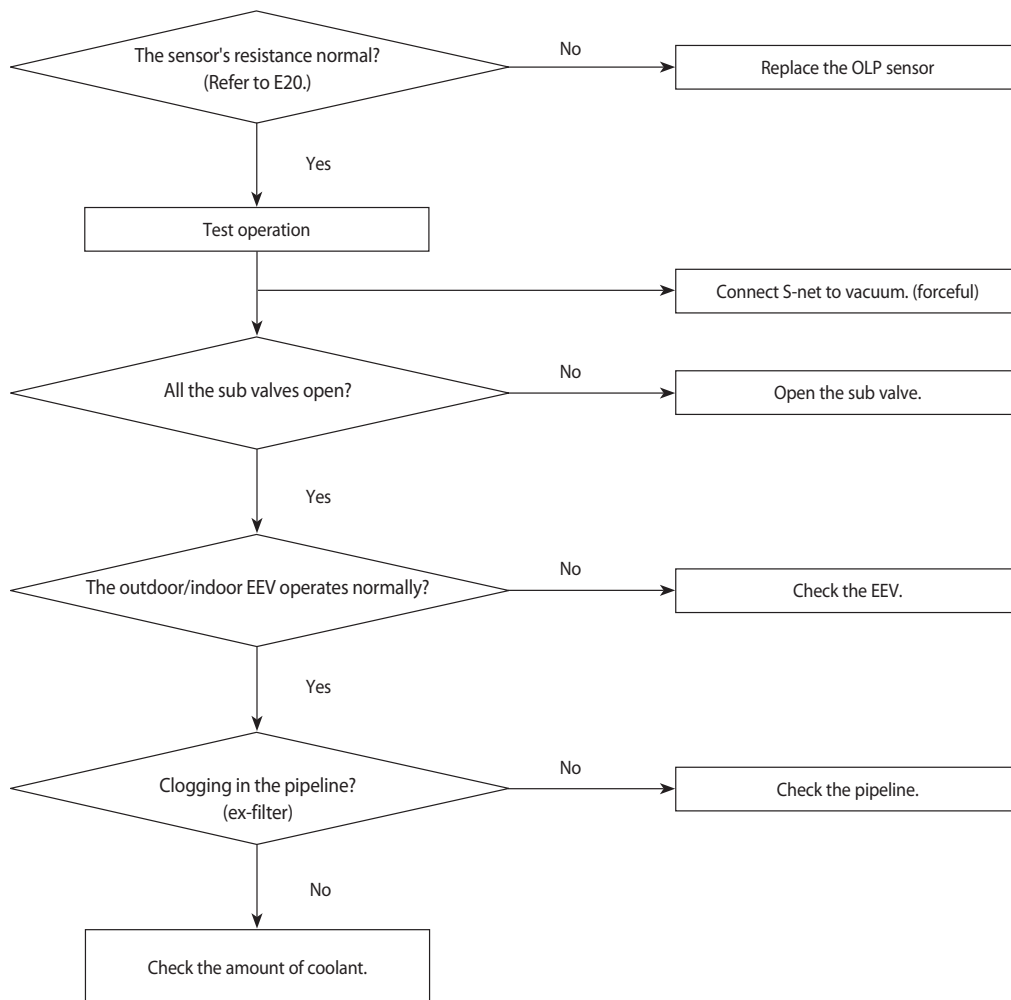 The sensor's resistance normal?
(Refer to E20.)
No
Replace the OLP sensor
Yes
Test operation
Connect S-net to vacuum. (forceful)
All the sub valves open?
No
Open the sub valve.
Yes
The outdoor/indoor EEV operates normally?
No
Check the EEV.
Yes
Clogging in the pipeline?
(ex-filter)
No
Check the pipeline.
No
Check the amount of coolant.